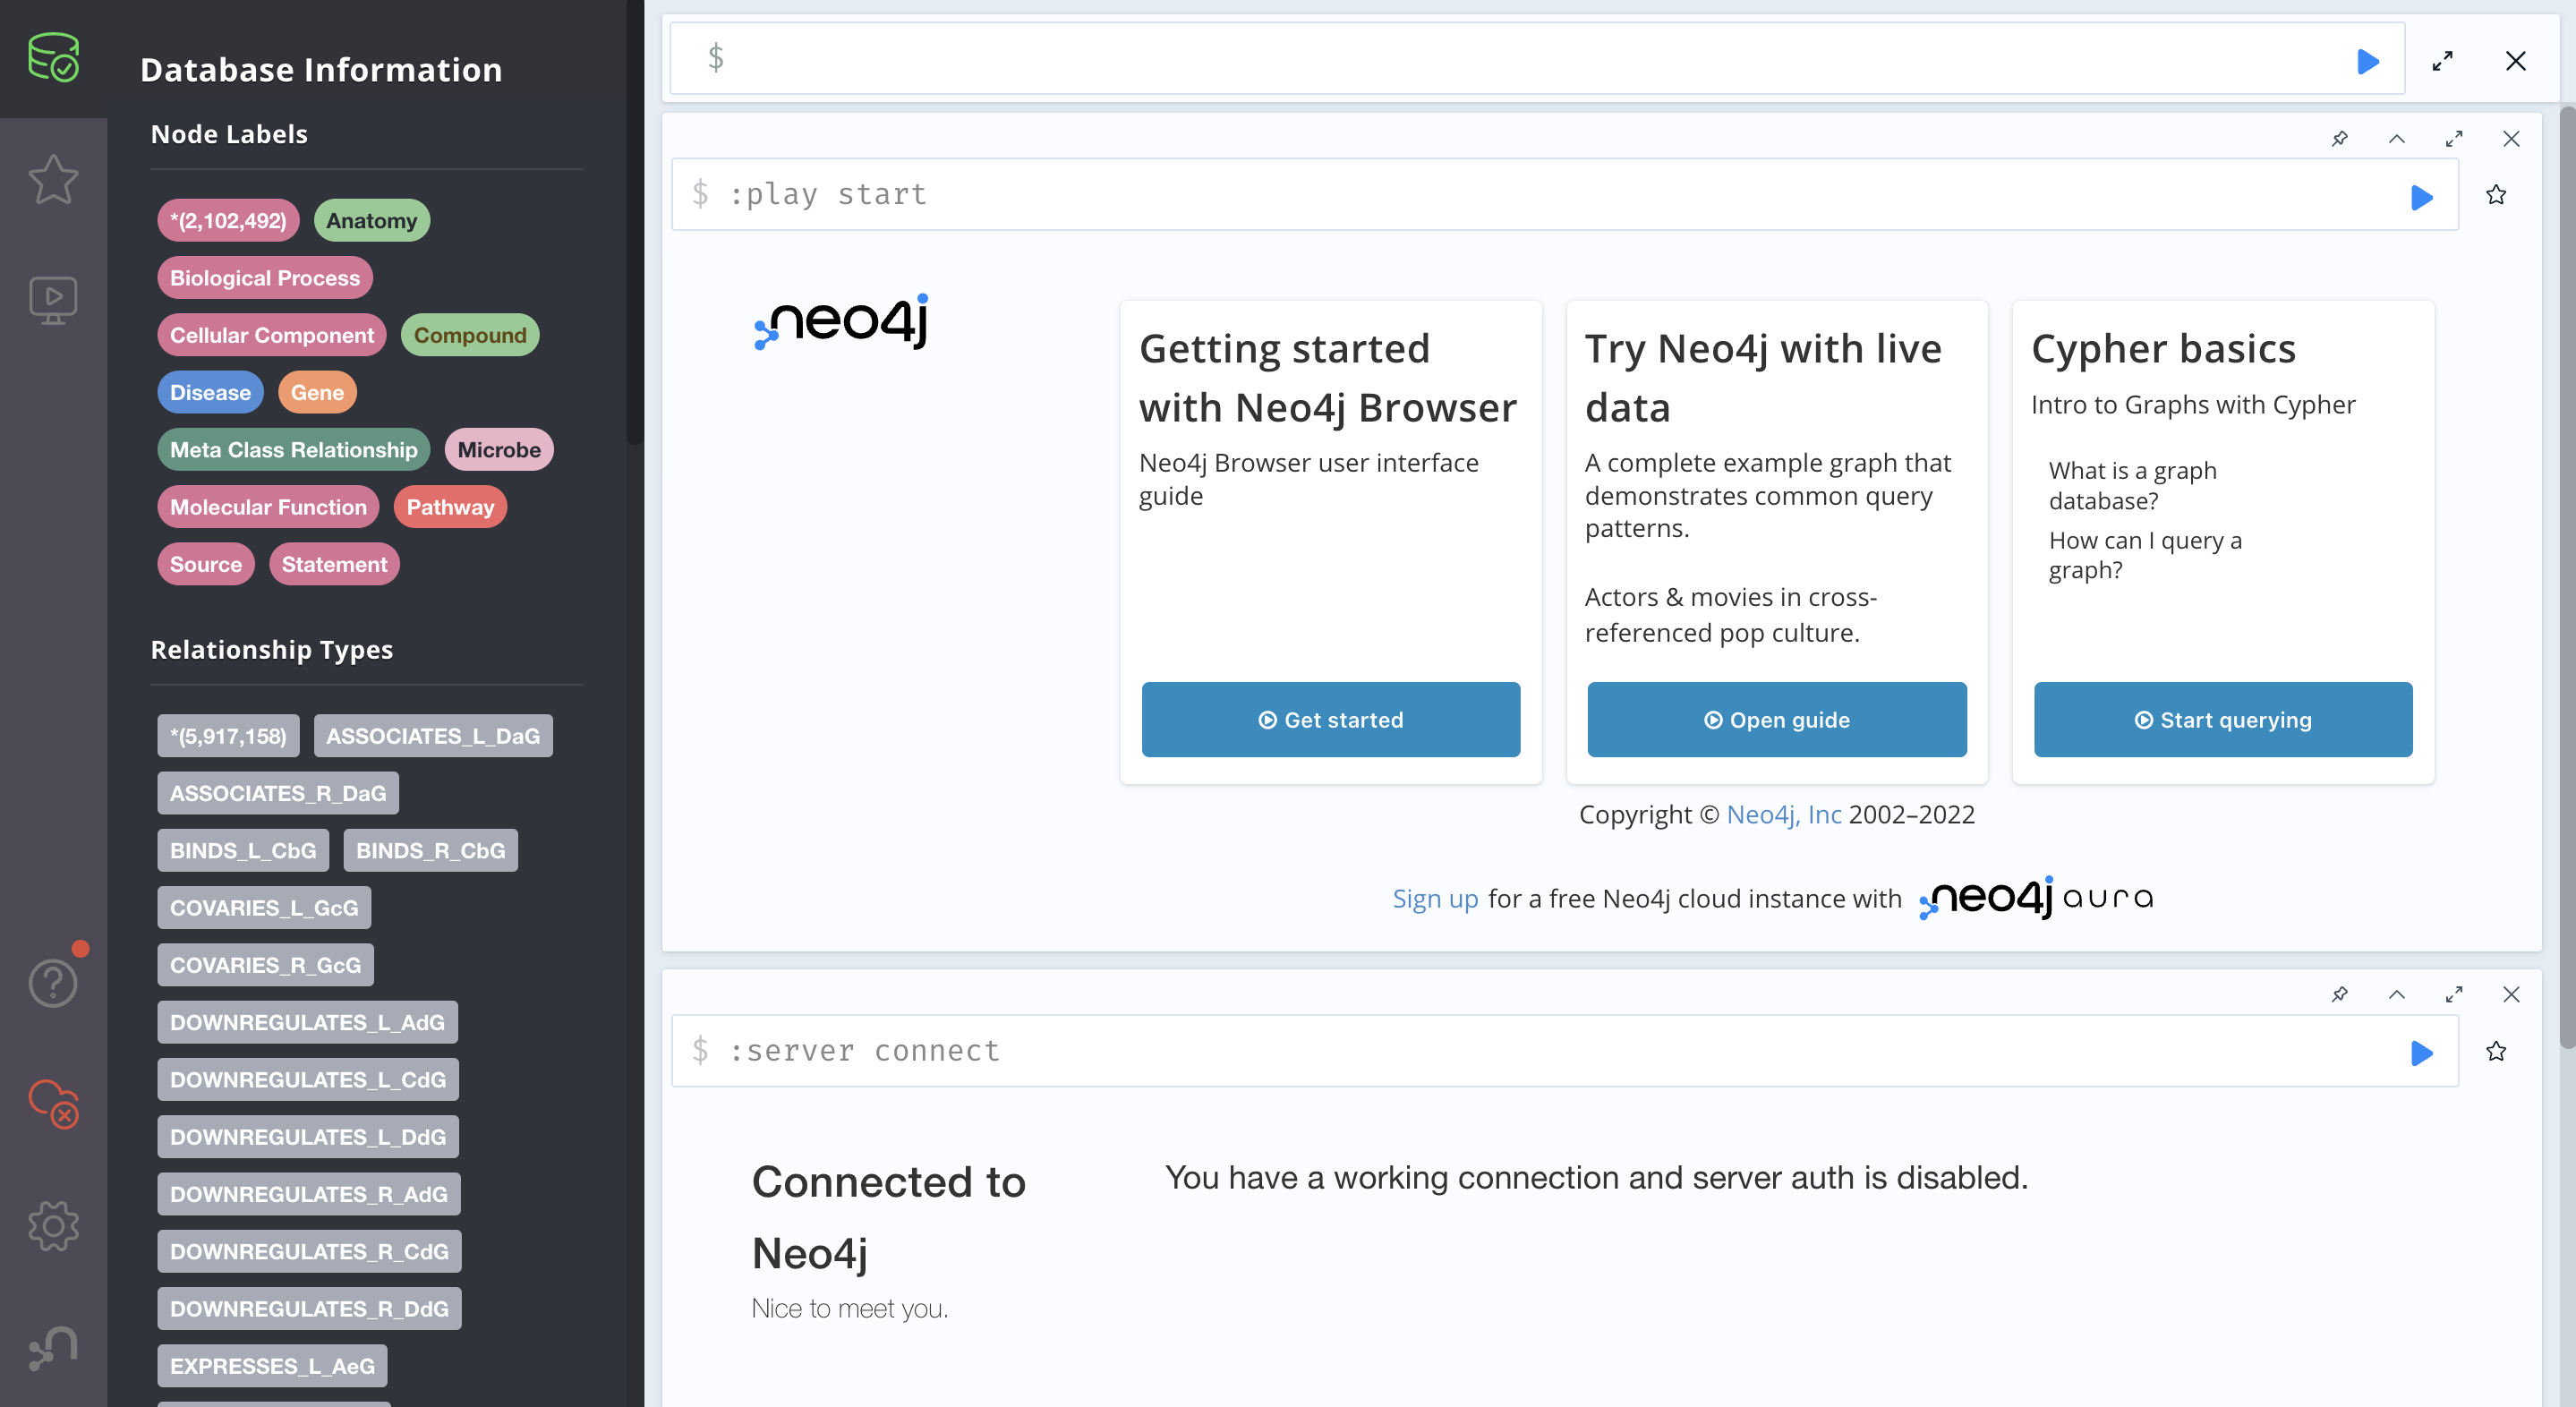 Database Information
Node Labels
*(2,102,492) Anatomy
Biological Process
Cellular Component Compound
Disease Gene
Meta Class Relationship Microbe
Molecular Function Pathway
Source Statement
Relationship Types
*(5,917,158) ASSOCIATES_L_DaG
ASSOCIATES_R_DaG
BINDS_L_CbG BINDS_R_CbG
COVARIES_L_GcG
COVARIES_R_GcG
DOWNREGULATES_L_AdG
DOWNREGULATES_L_CdG
DOWNREGULATES_L_DdG
DOWNREGULATES_R_AdG
DOWNREGULATES_R_CdG
DOWNREGULATES_R_DdG
EXPRESSES_L_AeG
$
$ :play start
neo4j
Getting started
with Neo4j Browser
Neo4j Browser user interface
guide
Get started
Try Neo4j with live
data
A complete example graph that
demonstrates common query
patterns.
Actors & movies in cross-
referenced pop culture.
Open guide
Cypher basics
Intro to Graphs with Cypher
What is a graph
database?
How can I query a
graph?
Start querying
Copyright © Neo4j, Inc 2002–2022
Sign up for a free Neo4j cloud instance with neo4j aura
$ :server connect
Connected to
Neo4j
Nice to meet you.
You have a working connection and server auth is disabled.